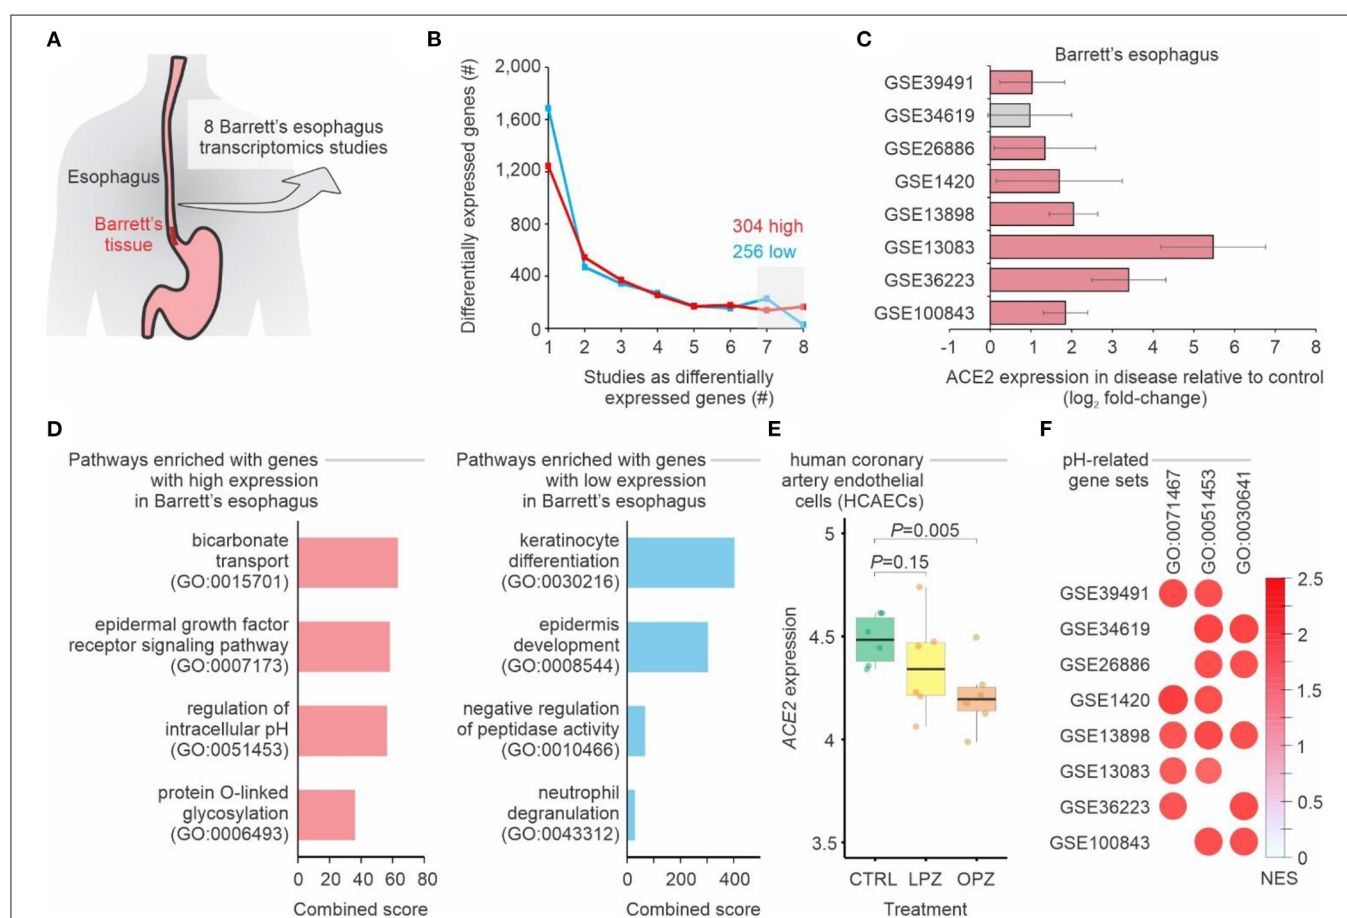 A
8 Barrett's esophagus
transcriptomics studies
Esophagus
Barrett's
tissue
B
Differentially expressed genes (#)
2,000
1,600
1,200
800
400
0
304 high
256 low
1 2 3 4 5 6 7 8
Studies as differentially
expressed genes (#)
C
Barrett's esophagus
GSE39491
GSE34619
GSE26886
GSE1420
GSE13898
GSE13083
GSE36223
GSE100843
-1 0 1 2 3 4 5 6 7 8
ACE2 expression in disease relative to control
(log2 fold-change)
D
Pathways enriched with genes
with high expression
in Barrett's esophagus
bicarbonate
transport
(GO:0015701)
epidermal growth factor
receptor signaling pathway
(GO:0007173)
regulation of
intracellular pH
(GO:0051453)
protein O-linked
glycosylation
(GO:0006493)
0 20 40 60 80
Combined score
Pathways enriched with genes
with low expression
in Barrett's esophagus
keratinocyte
differentiation
(GO:0030216)
epidermis
development
(GO:0008544)
negative regulation
of peptidase activity
(GO:0010466)
neutrophil
degranulation
(GO:0043312)
0 200 400
Combined score
E
human coronary
artery endothelial
cells (HCAECs)
ACE2 expression
5
4.5
4
3.5
P=0.005
P=0.15
CTRL LPZ OPZ
Treatment
F
pH-related
gene sets
GO:0071467
GO:0051453
GO:0030641
GSE39491
GSE34619
GSE26886
GSE1420
GSE13898
GSE13083
GSE36223
GSE100843
2.5
2
1.5
1
0.5
0
NES